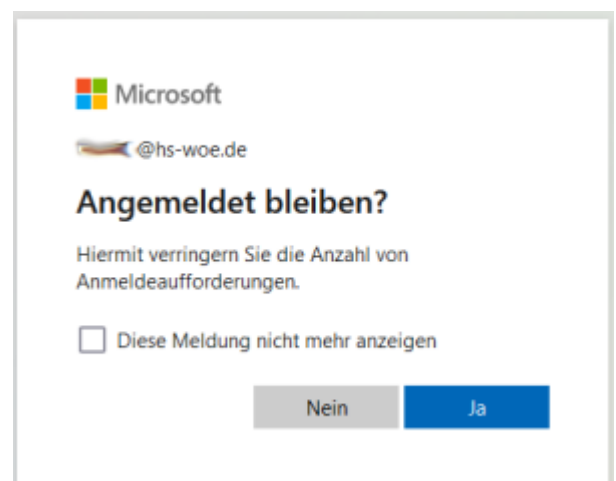 Microsoft
@hs-woe.de
Angemeldet bleiben?
Hiermit verringern Sie die Anzahl von
Anmeldeaufforderungen.
Diese Meldung nicht mehr anzeigen
Nein
Ja